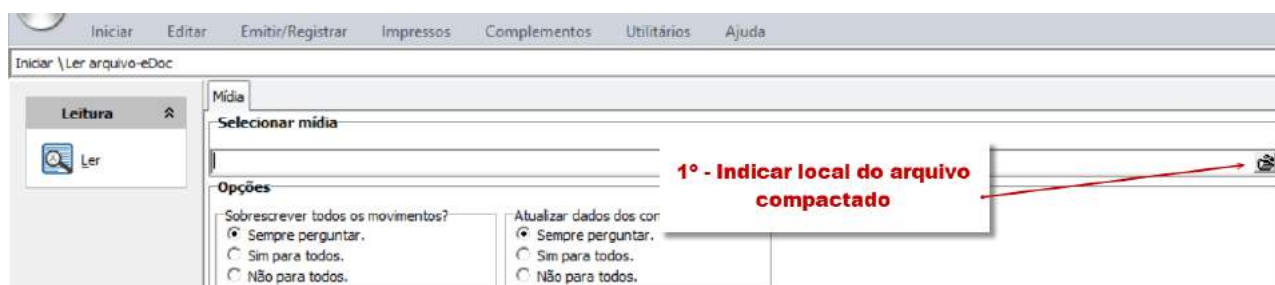 Iniciar Editar Emitir/Registrar Impressos Complementos Utilitários Ajuda
Iniciar \Ler arquivo-eDoc
Leitura
Ler
Mídia
Selecionar mídia
1º - Indicar local do arquivo
compactado
Opções
Sobrescrever todos os movimentos?
Sempre perguntar.
Sim para todos.
Não para todos.
Atualizar dados dos
Sempre perguntar.
Sim para todos.
Não para todos.